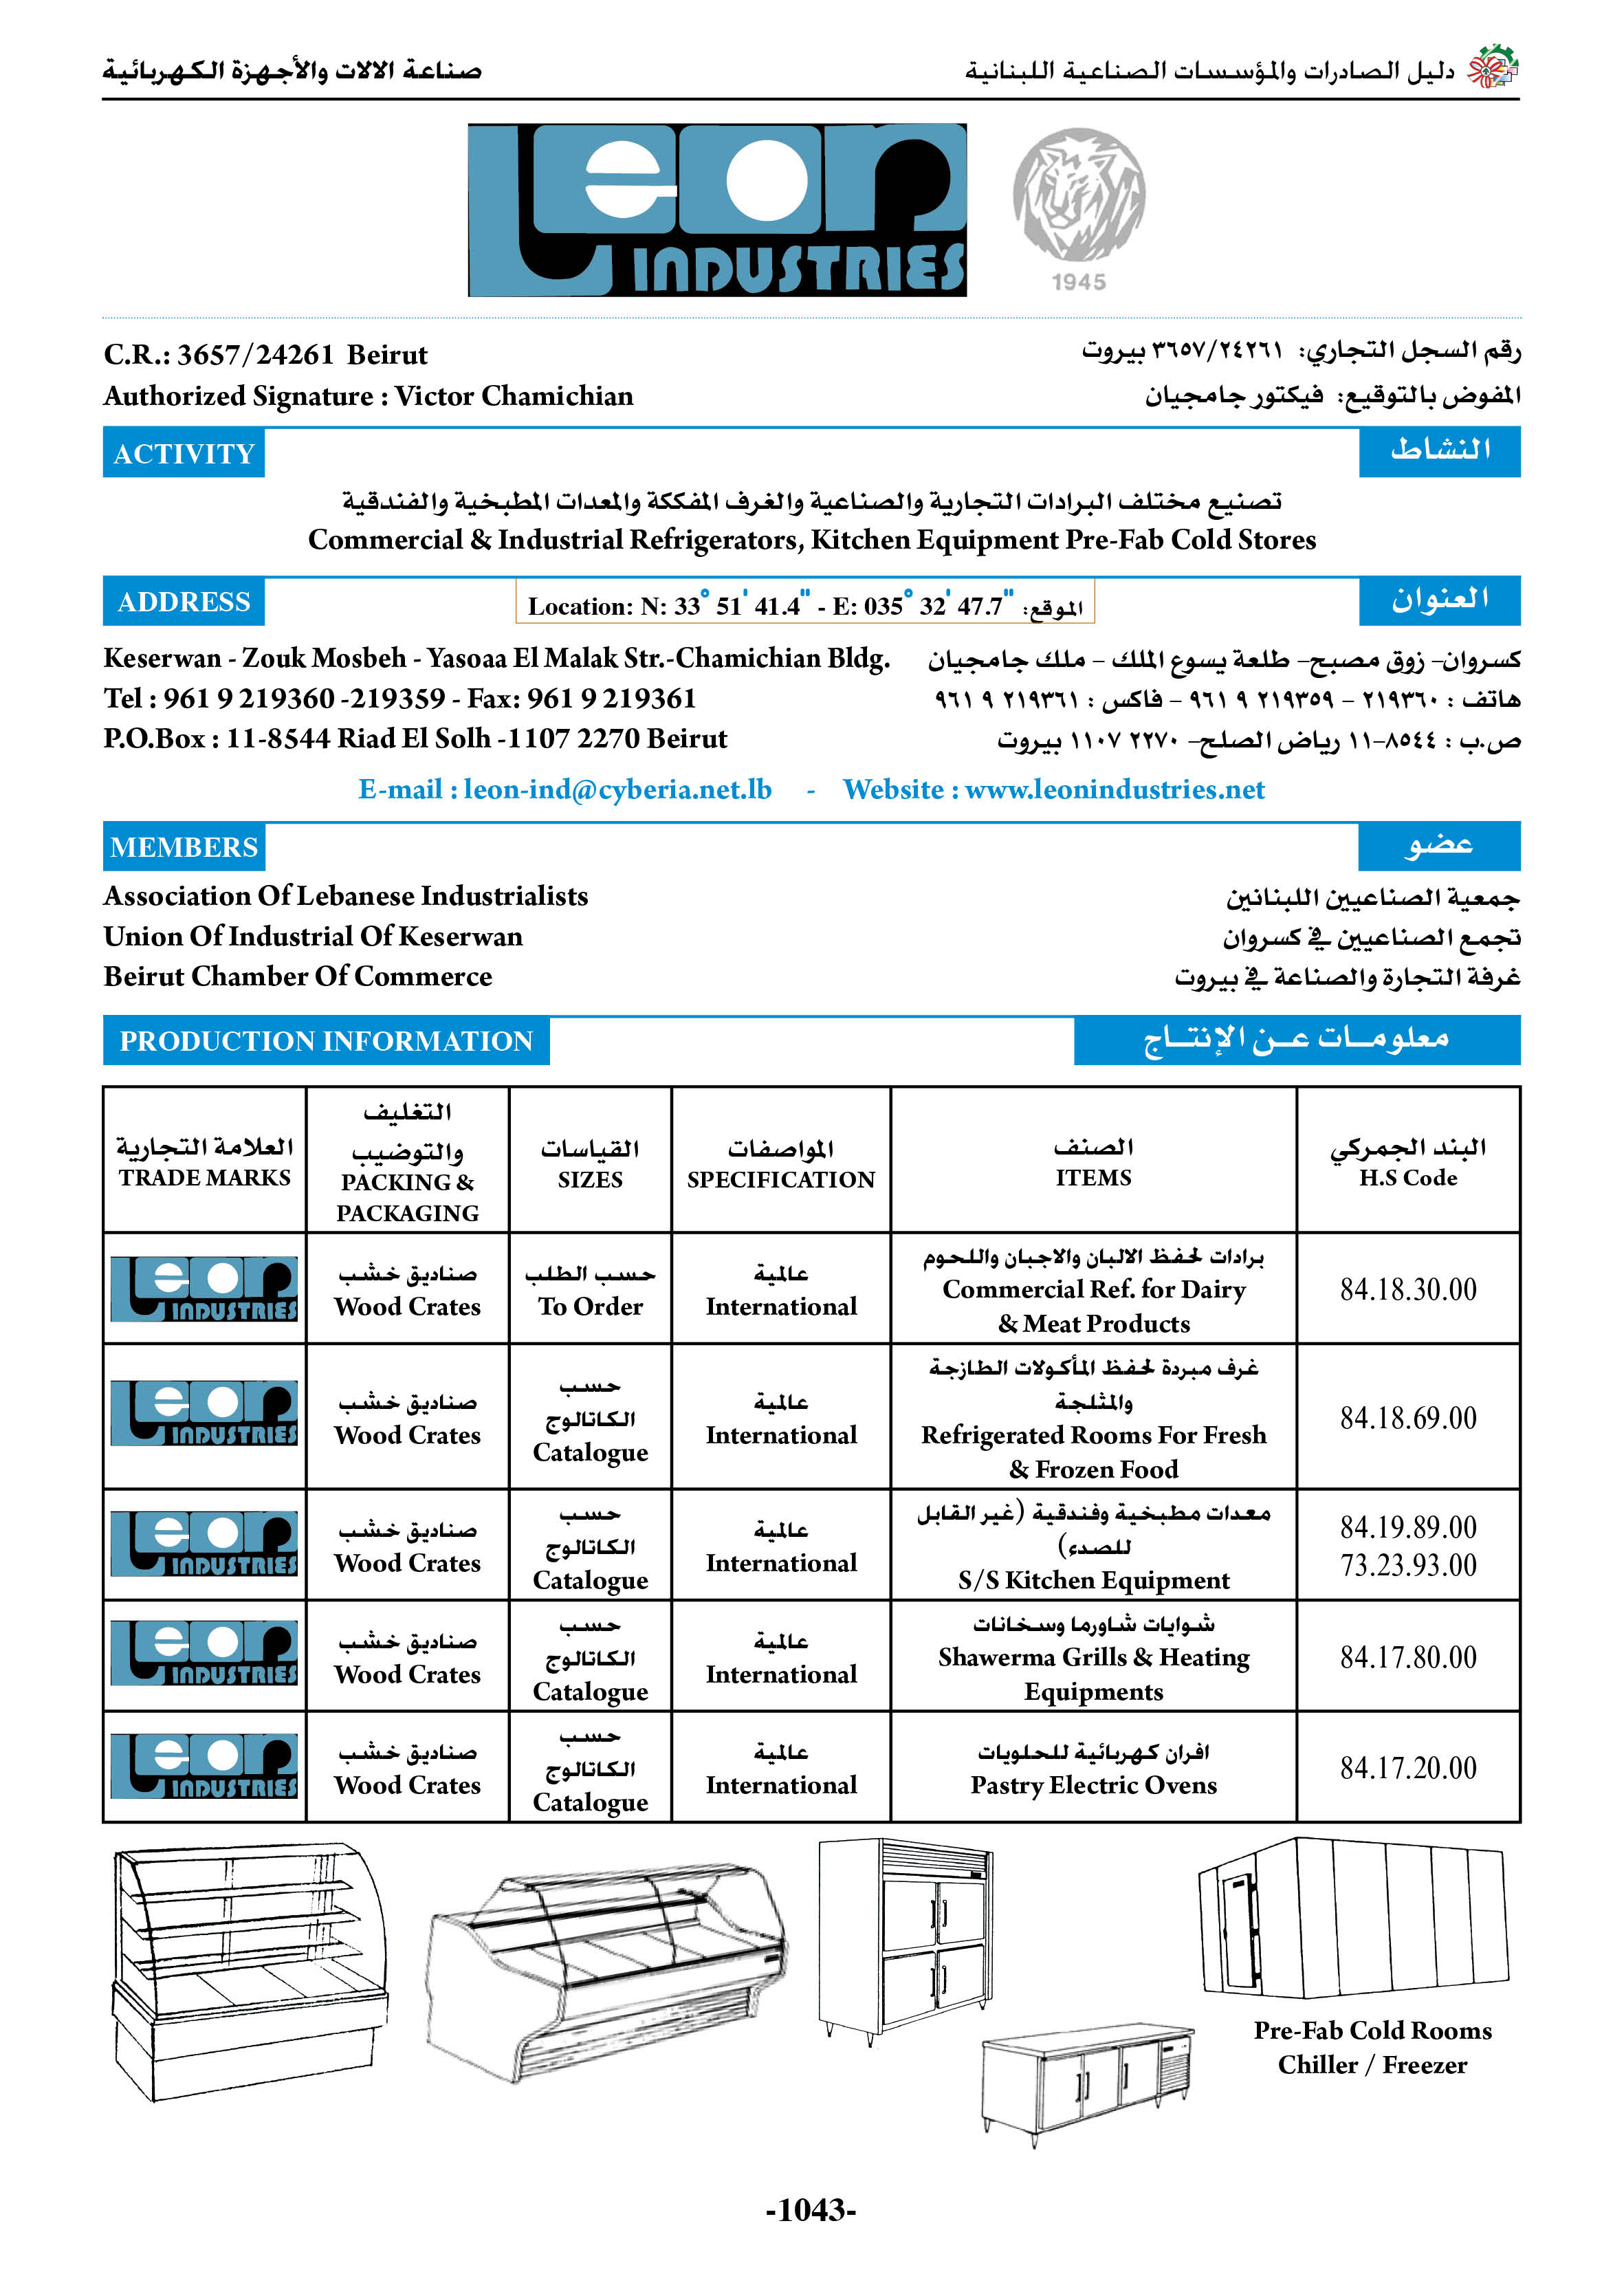 دليل الصادرات والمؤسسات الصناعية اللبنانية
صناعة الالات والأجهزة الكهربائية
Leon
INDUSTRIES
1945
C.R.: 3657/24261 Beirut
رقم السجل التجاري: ٣٦٥٧/٢٤٢٦١ بيروت
Authorized Signature : Victor Chamichian
المفوض بالتوقيع: فيكتور جامجيان
ACTIVITY
النشاط
تصنيع مختلف البرادات التجارية والصناعية والغرف المفككة والمعدات المطبخية والفندقية
Commercial & Industrial Refrigerators, Kitchen Equipment Pre-Fab Cold Stores
ADDRESS
Location: N: 33° 51' 41.4" - E: 035° 32' 47.7" الموقع:
العنوان
Keserwan - Zouk Mosbeh - Yasoaa El Malak Str.-Chamichian Bldg.
كسروان- زوق مصبح- طلعة يسوع الملك - ملك جامجيان
Tel : 961 9 219360 -219359 - Fax: 961 9 219361
هاتف : ٢١٩٣٦٠ - ٢١٩٣٥٩ ٩ ٩٦١ - فاكس : ٢١٩٣٦١ ٩ ٩٦١
P.O.Box : 11-8544 Riad El Solh -1107 2270 Beirut
ص.ب : ٨٥٤٤-١١ رياض الصلح- ٢٢٧٠ ١١٠٧ بيروت
E-mail : leon-ind@cyberia.net.lb - Website : www.leonindustries.net
MEMBERS
عضو
Association Of Lebanese Industrialists
جمعية الصناعيين اللبنانين
Union Of Industrial Of Keserwan
تجمع الصناعيين في كسروان
Beirut Chamber Of Commerce
غرفة التجارة والصناعة في بيروت
PRODUCTION INFORMATION
معلومات عن الإنتاج
العلامة التجارية
TRADE MARKS
التغليف
والتوضيب
PACKING &
PACKAGING
القياسات
SIZES
المواصفات
SPECIFICATION
الصنف
ITEMS
البند الجمركي
H.S Code
Leon
INDUSTRIES
صناديق خشب
Wood Crates
حسب الطلب
To Order
عالمية
International
برادات لحفظ الالبان والاجبان واللحوم
Commercial Ref. for Dairy
& Meat Products
84.18.30.00
Leon
INDUSTRIES
صناديق خشب
Wood Crates
حسب
الكاتالوج
Catalogue
عالمية
International
غرف مبردة لحفظ المأكولات الطازجة
والمثلجة
Refrigerated Rooms For Fresh
& Frozen Food
84.18.69.00
Leon
INDUSTRIES
صناديق خشب
Wood Crates
حسب
الكاتالوج
Catalogue
عالمية
International
معدات مطبخية وفندقية (غير القابل
للصدء)
S/S Kitchen Equipment
84.19.89.00
73.23.93.00
Leon
INDUSTRIES
صناديق خشب
Wood Crates
حسب
الكاتالوج
Catalogue
عالمية
International
شوايات شاورما وسخانات
Shawerma Grills & Heating
Equipments
84.17.80.00
Leon
INDUSTRIES
صناديق خشب
Wood Crates
حسب
الكاتالوج
Catalogue
عالمية
International
افران كهربائية للحلويات
Pastry Electric Ovens
84.17.20.00
Pre-Fab Cold Rooms
Chiller / Freezer
-1043-